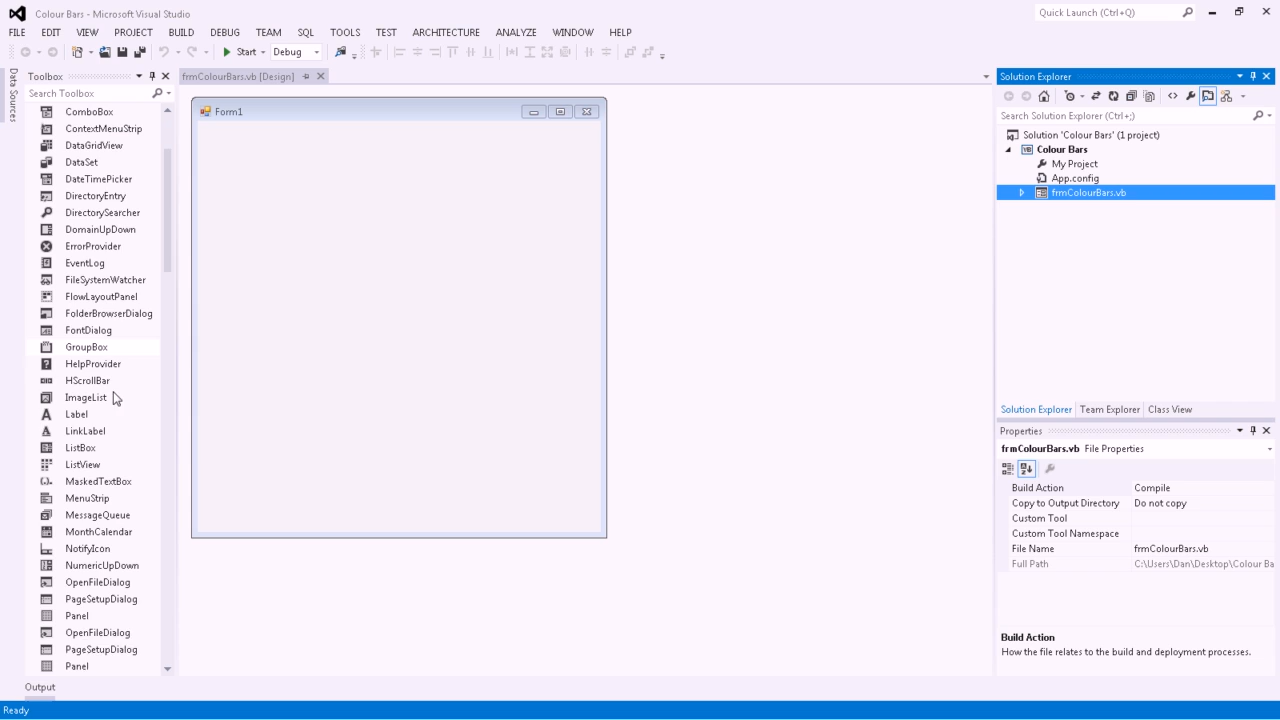 Colour Bars - Microsoft Visual Studio
Quick Launch (Ctrl+Q)
FILE EDIT VIEW PROJECT BUILD DEBUG TEAM SQL TOOLS TEST ARCHITECTURE ANALYZE WINDOW HELP
Start Debug
Data Sources
Toolbox
Search Toolbox
ComboBox
ContextMenuStrip
DataGridView
DataSet
DateTimePicker
DirectoryEntry
DirectorySearcher
DomainUpDown
ErrorProvider
EventLog
FileSystemWatcher
FlowLayoutPanel
FolderBrowserDialog
FontDialog
GroupBox
HelpProvider
HScrollBar
ImageList
Label
LinkLabel
ListBox
ListView
MaskedTextBox
MenuStrip
MessageQueue
MonthCalendar
NotifyIcon
NumericUpDown
OpenFileDialog
PageSetupDialog
Panel
OpenFileDialog
PageSetupDialog
Panel
frmColourBars.vb [Design]
Form1
Solution Explorer
Search Solution Explorer (Ctrl+;)
Solution 'Colour Bars' (1 project)
VB Colour Bars
My Project
App.config
frmColourBars.vb
Solution Explorer Team Explorer Class View
Properties
frmColourBars.vb File Properties
Build Action Compile
Copy to Output Directory Do not copy
Custom Tool
Custom Tool Namespace
File Name frmColourBars.vb
Full Path C:\Users\Dan\Desktop\Colour Ba
Build Action
How the file relates to the build and deployment processes.
Output
Ready